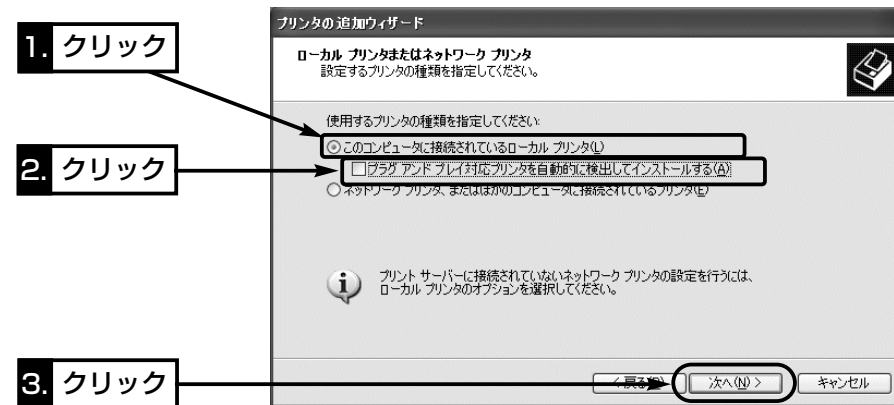 プリンタの追加ウィザード
1. クリック
ローカル プリンタまたはネットワーク プリンタ
設定するプリンタの種類を指定してください。
使用するプリンタの種類を指定してください:
このコンピュータに接続されているローカル プリンタ(L)
2. クリック
プラグ アンド プレイ対応プリンタを自動的に検出してインストールする(A)
ネットワーク プリンタ、またはほかのコンピュータに接続されているプリンタ(E)
プリント サーバーに接続されていないネットワーク プリンタの設定を行うには、
ローカル プリンタのオプションを選択してください。
3. クリック
< 戻る(B) 次へ(N) > キャンセル